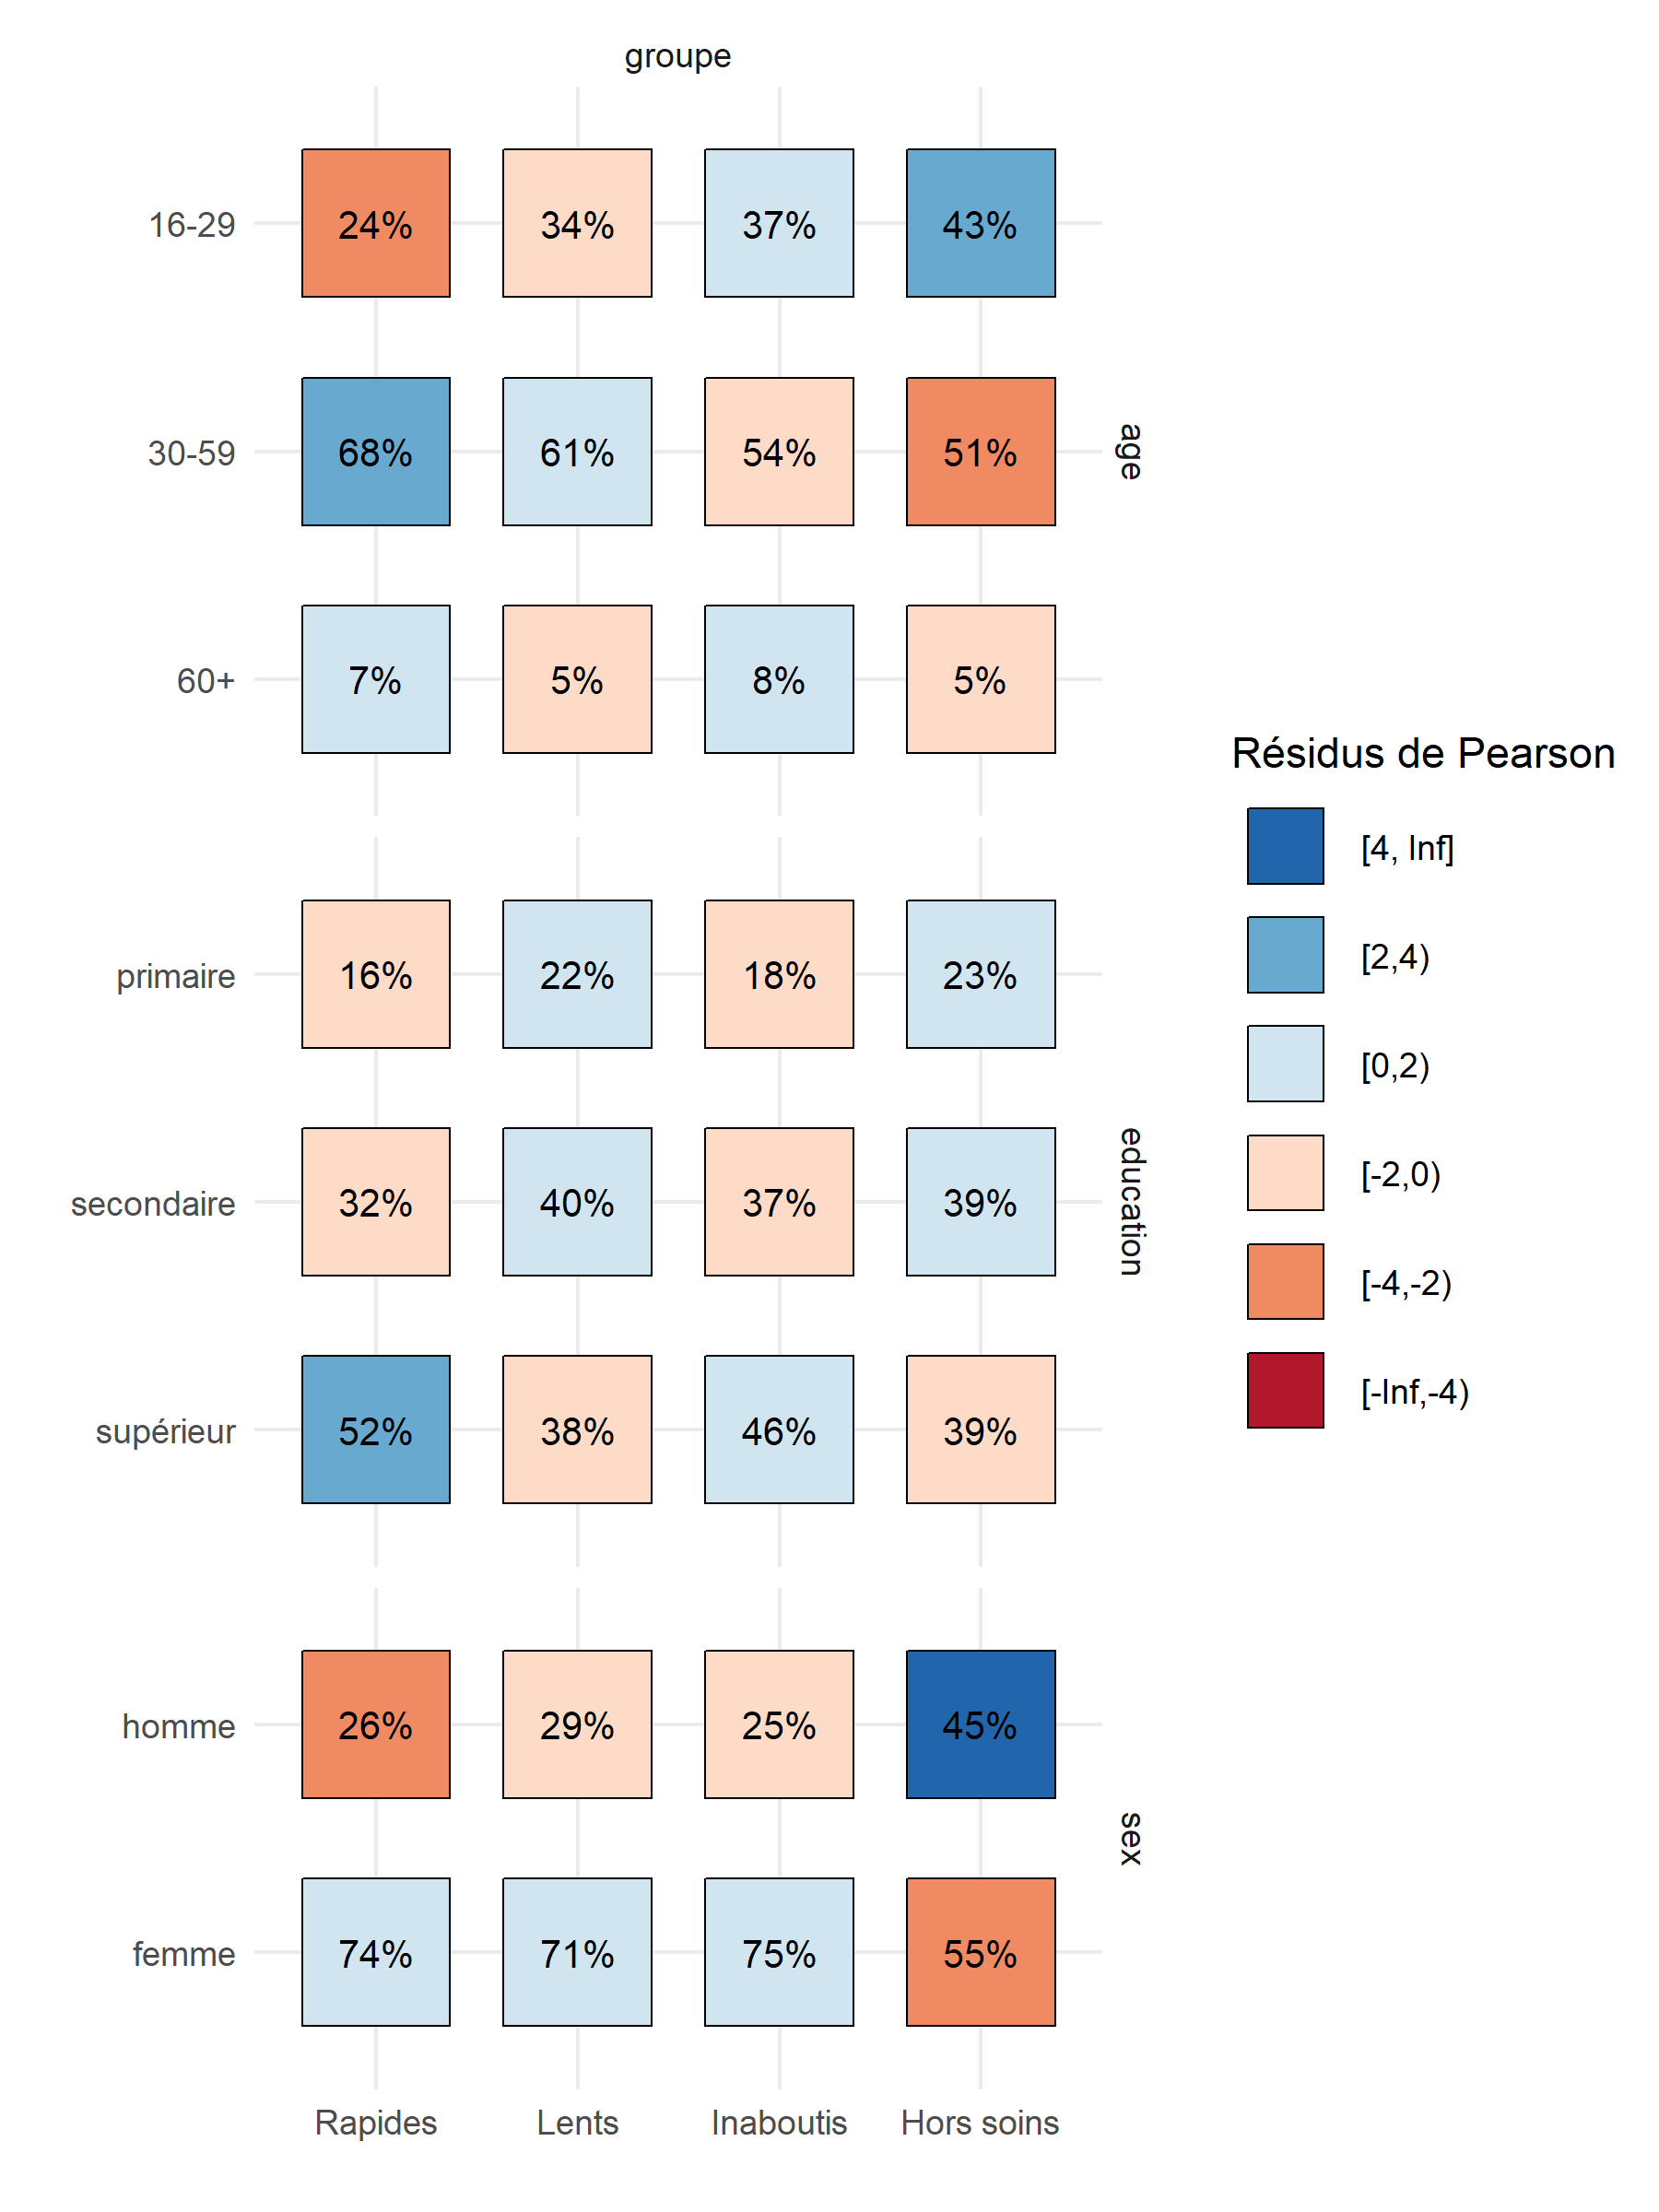 groupe
16-29 24% 34% 37% 43%
30-59 68% 61% 54% 51%
age
60+ 7% 5% 8% 5%
primaire 16% 22% 18% 23%
secondaire 32% 40% 37% 39%
education
supérieur 52% 38% 46% 39%
homme 26% 29% 25% 45%
sex
femme 74% 71% 75% 55%
Rapides Lents Inaboutis Hors soins
Résidus de Pearson
[4, Inf]
[2,4)
[0,2)
[-2,0)
[-4,-2)
[-Inf,-4)